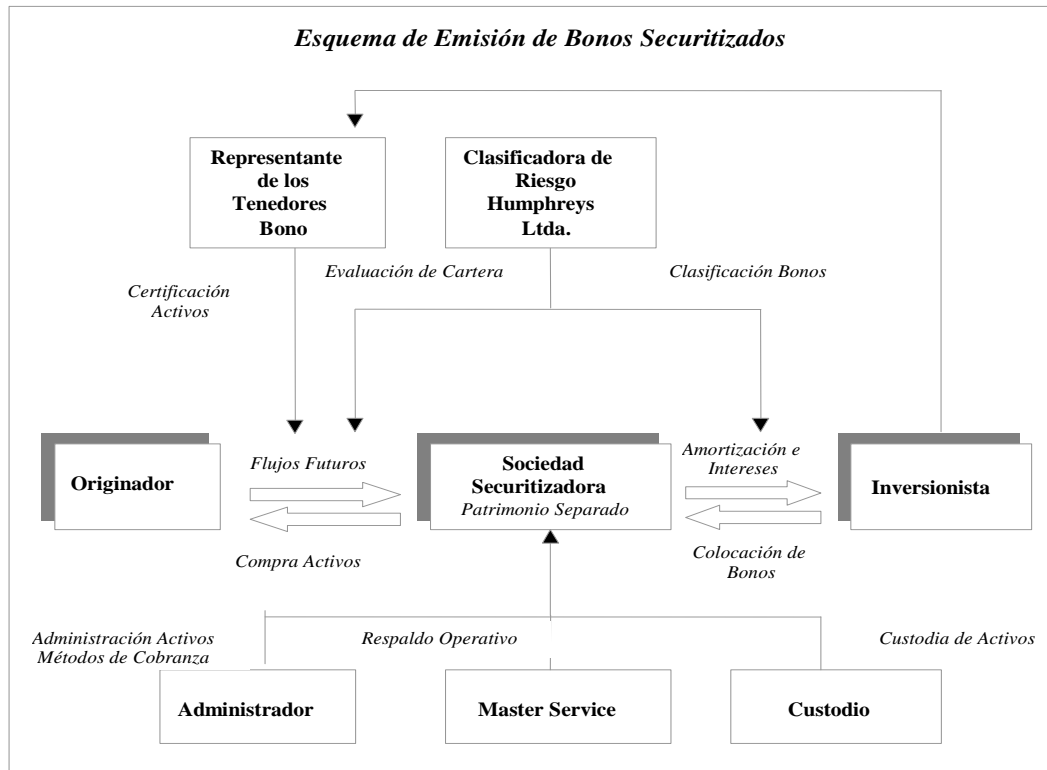 Esquema de Emisión de Bonos Securitizados
Representante
de los
Tenedores
Bono
Clasificadora de
Riesgo
Humphreys
Ltda.
Certificación
Activos
Evaluación de Cartera
Clasificación Bonos
Originador
Flujos Futuros
Compra Activos
Sociedad
Securitizadora
Patrimonio Separado
Amortización e
Intereses
Colocación de
Bonos
Inversionista
Administración Activos
Métodos de Cobranza
Respaldo Operativo
Custodia de Activos
Administrador
Master Service
Custodio